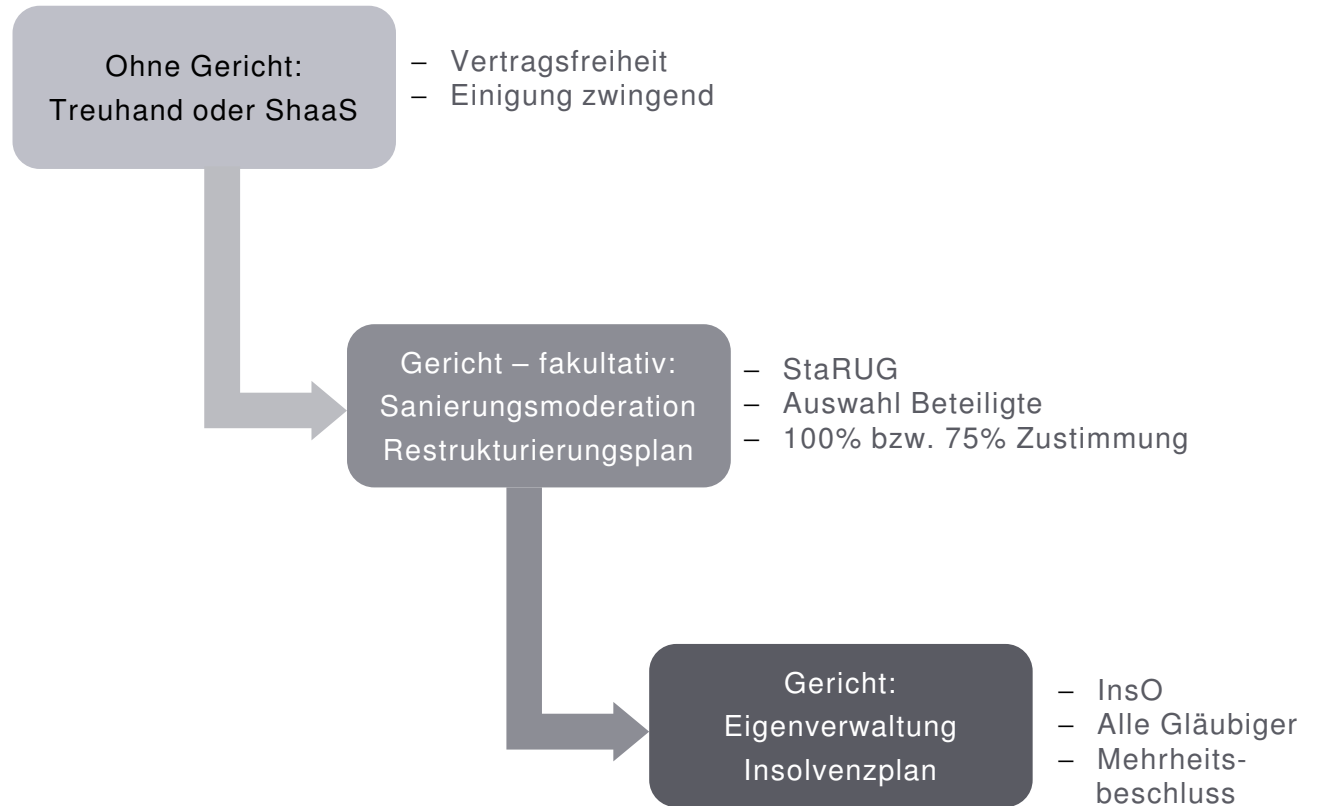 Ohne Gericht:
Treuhand oder ShaaS
– Vertragsfreiheit
– Einigung zwingend
Gericht – fakultativ:
Sanierungsmoderation
Restrukturierungsplan
– StaRUG
– Auswahl Beteiligte
– 100% bzw. 75% Zustimmung
Gericht:
Eigenverwaltung
Insolvenzplan
– InsO
– Alle Gläubiger
– Mehrheits-
beschluss